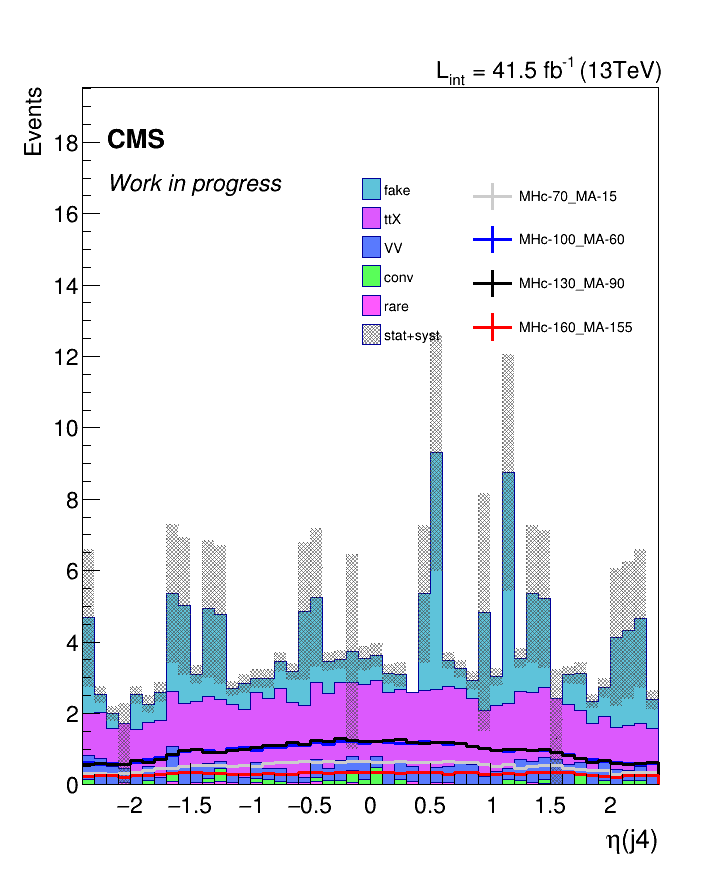 L_int = 41.5 fb^-1 (13TeV)
Events
CMS
Work in progress
fake
ttX
VV
conv
rare
stat+syst
MHc-70_MA-15
MHc-100_MA-60
MHc-130_MA-90
MHc-160_MA-155
18
16
14
12
10
8
6
4
2
0
−2 −1.5 −1 −0.5 0 0.5 1 1.5 2
η(j4)